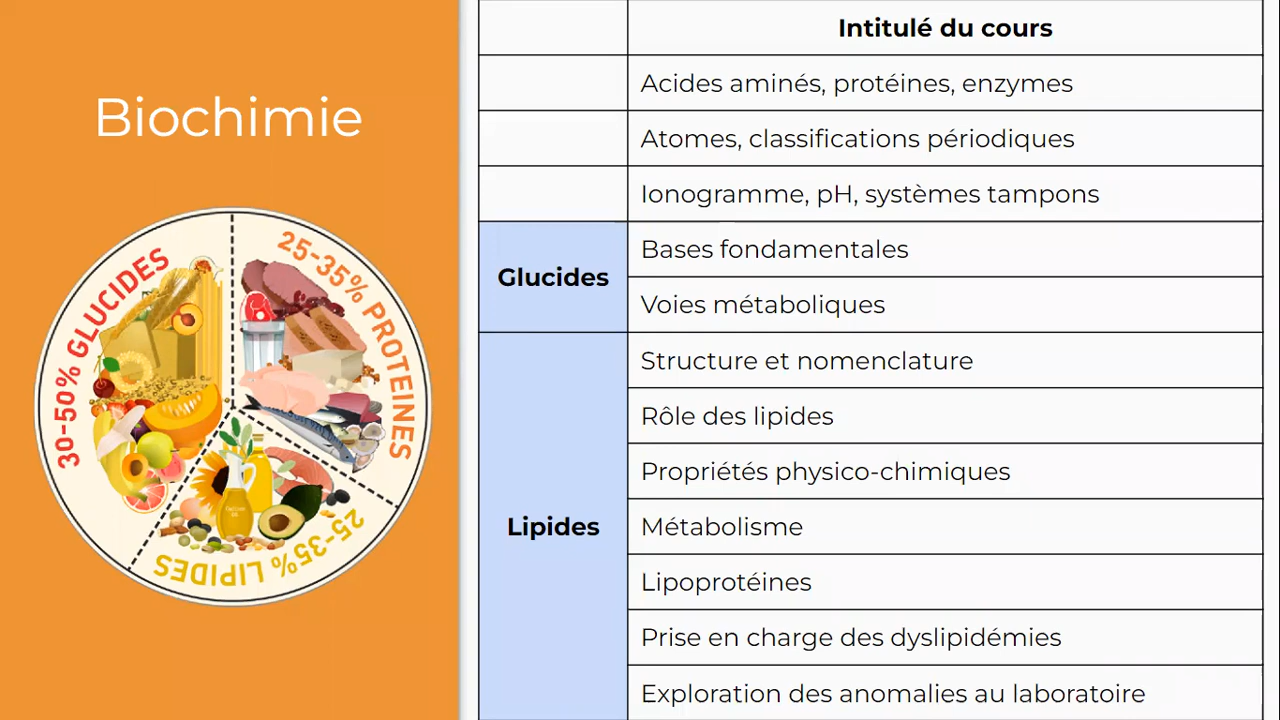 Biochimie
30-50% GLUCIDES
25-35% PROTEINES
25-35% LIPIDES
Intitulé du cours
Acides aminés, protéines, enzymes
Atomes, classifications périodiques
Ionogramme, pH, systèmes tampons
Glucides
Bases fondamentales
Voies métaboliques
Lipides
Structure et nomenclature
Rôle des lipides
Propriétés physico-chimiques
Métabolisme
Lipoprotéines
Prise en charge des dyslipidémies
Exploration des anomalies au laboratoire